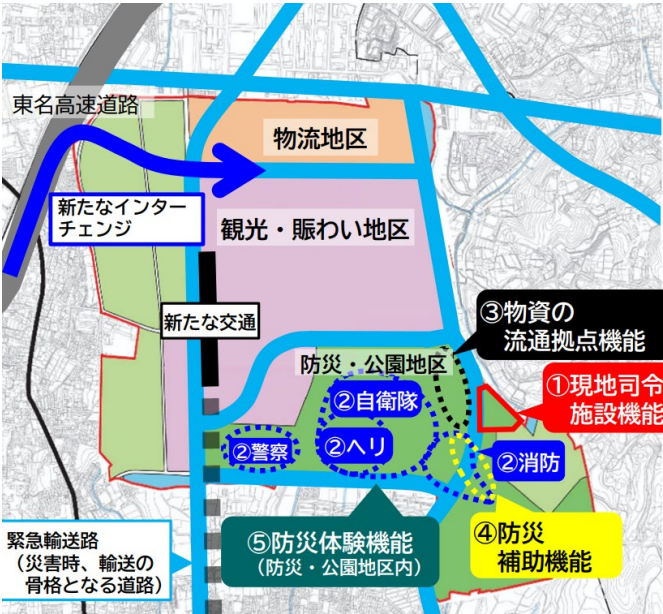 東名高速道路
物流地区
新たなインター
チェンジ
観光・賑わい地区
新たな交通
③物資の
流通拠点機能
防災・公園地区
①現地司令
施設機能
②自衛隊
②警察
②ヘリ
②消防
⑤防災体験機能
(防災・公園地区内)
④防災
補助機能
緊急輸送路
(災害時、輸送の
骨格となる道路)